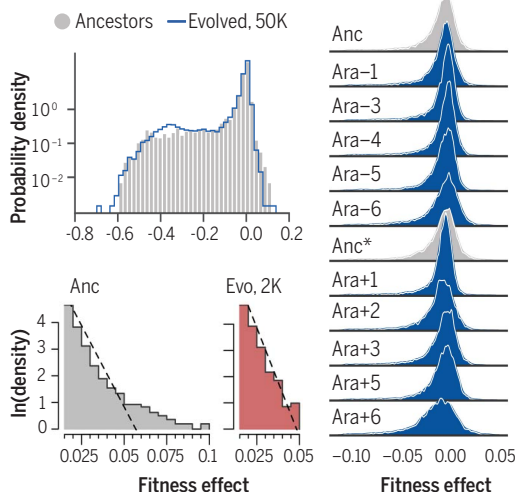 Ancestors Evolved, 50K
Probability density
10⁰
10⁻¹
10⁻²
−0.8 −0.6 −0.4 −0.2 0.0 0.2
Anc
Evo, 2K
ln(density)
4
3
2
1
0
0.025 0.05 0.075 0.1
0.025 0.05
Fitness effect
Anc
Ara−1
Ara−3
Ara−4
Ara−5
Ara−6
Anc*
Ara+1
Ara+2
Ara+3
Ara+5
Ara+6
−0.10 −0.05 0.00 0.05
Fitness effect